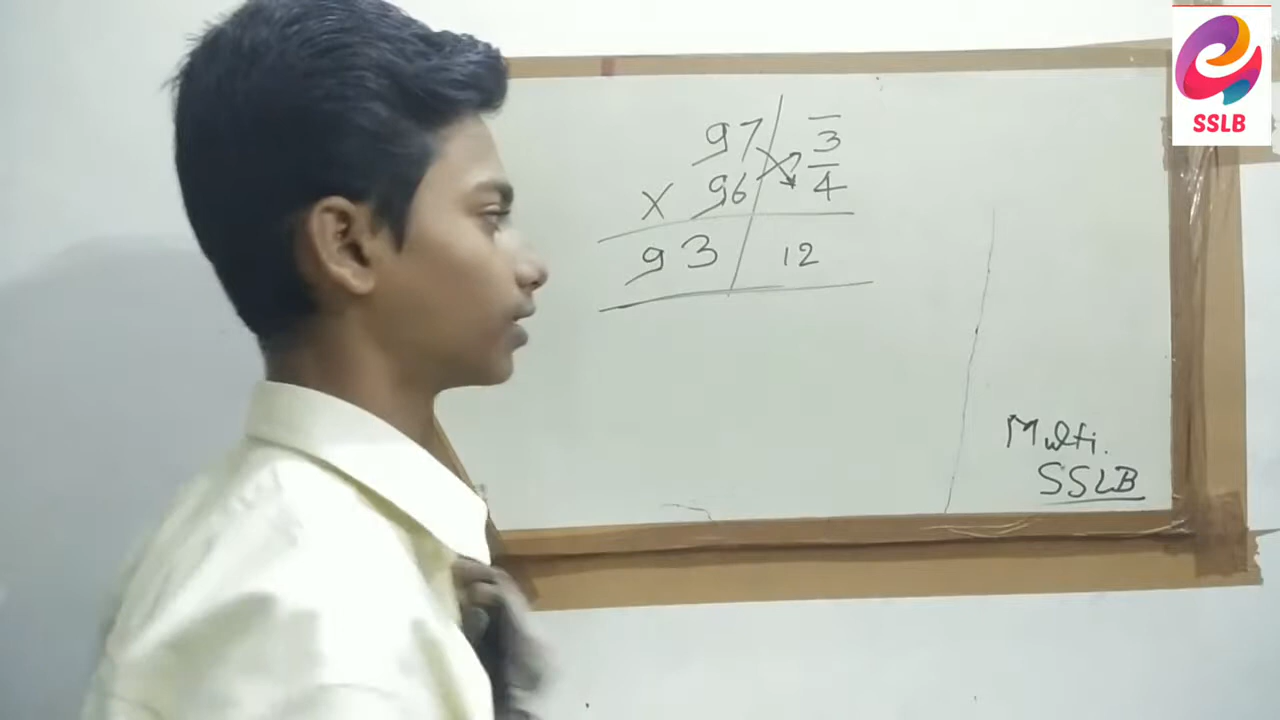 97 / 3̅
× 96 / 4̅
93 / 12
Multi.
SSLB
SSLB